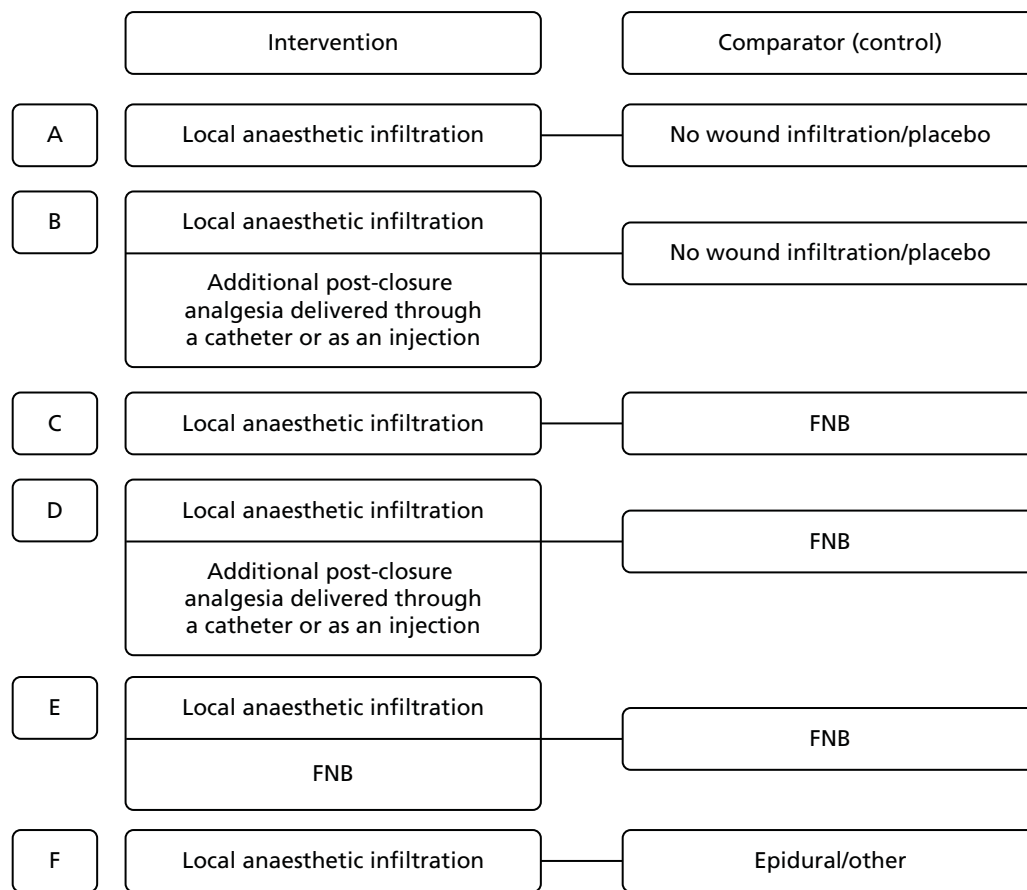 Intervention
Comparator (control)
A
Local anaesthetic infiltration
No wound infiltration/placebo
B
Local anaesthetic infiltration
No wound infiltration/placebo
Additional post-closure
analgesia delivered through
a catheter or as an injection
C
Local anaesthetic infiltration
FNB
D
Local anaesthetic infiltration
FNB
Additional post-closure
analgesia delivered through
a catheter or as an injection
E
Local anaesthetic infiltration
FNB
FNB
F
Local anaesthetic infiltration
Epidural/other